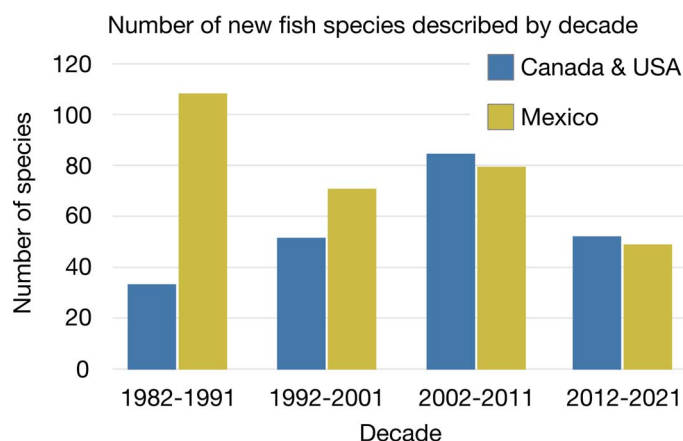 Number of new fish species described by decade
Canada & USA
Mexico
Number of species
120
100
80
60
40
20
0
1982-1991 1992-2001 2002-2011 2012-2021
Decade